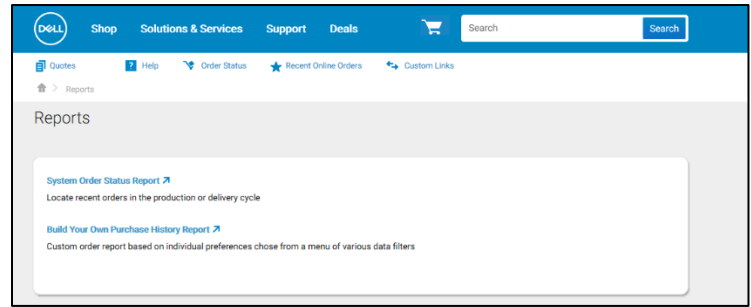 DELL Shop Solutions & Services Support Deals Search Search
Quotes ? Help Order Status Recent Online Orders Custom Links
> Reports
Reports
System Order Status Report
Locate recent orders in the production or delivery cycle
Build Your Own Purchase History Report
Custom order report based on individual preferences chose from a menu of various data filters